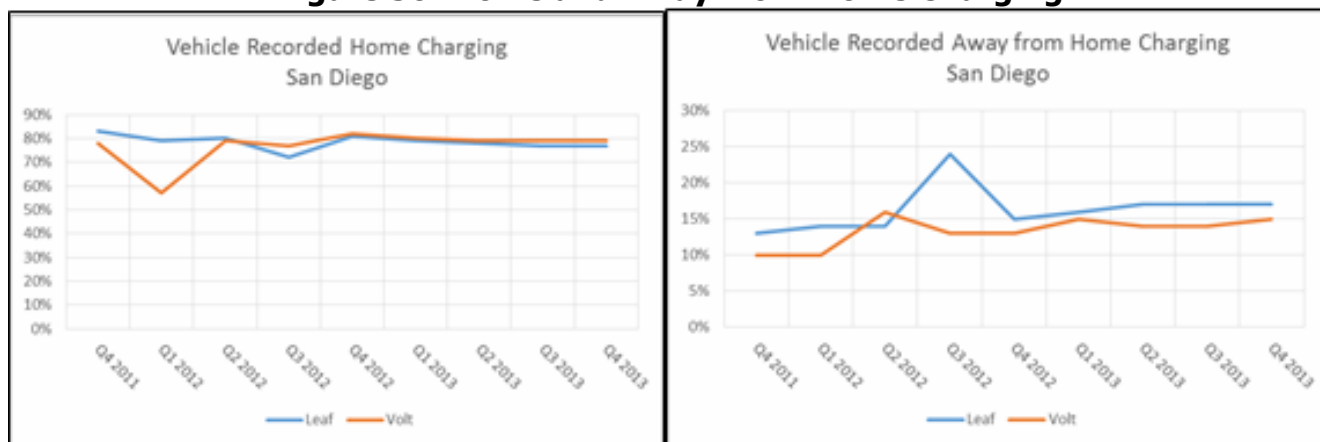 Vehicle Recorded Home Charging
San Diego
90%
80%
70%
60%
50%
40%
30%
20%
10%
0%
Q4 2011
Q1 2012
Q2 2012
Q3 2012
Q4 2012
Q1 2013
Q2 2013
Q3 2013
Q4 2013
Leaf
Volt
Vehicle Recorded Away from Home Charging
San Diego
30%
25%
20%
15%
10%
5%
0%
Q4 2011
Q1 2012
Q2 2012
Q3 2012
Q4 2012
Q1 2013
Q2 2013
Q3 2013
Q4 2013
Leaf
Volt